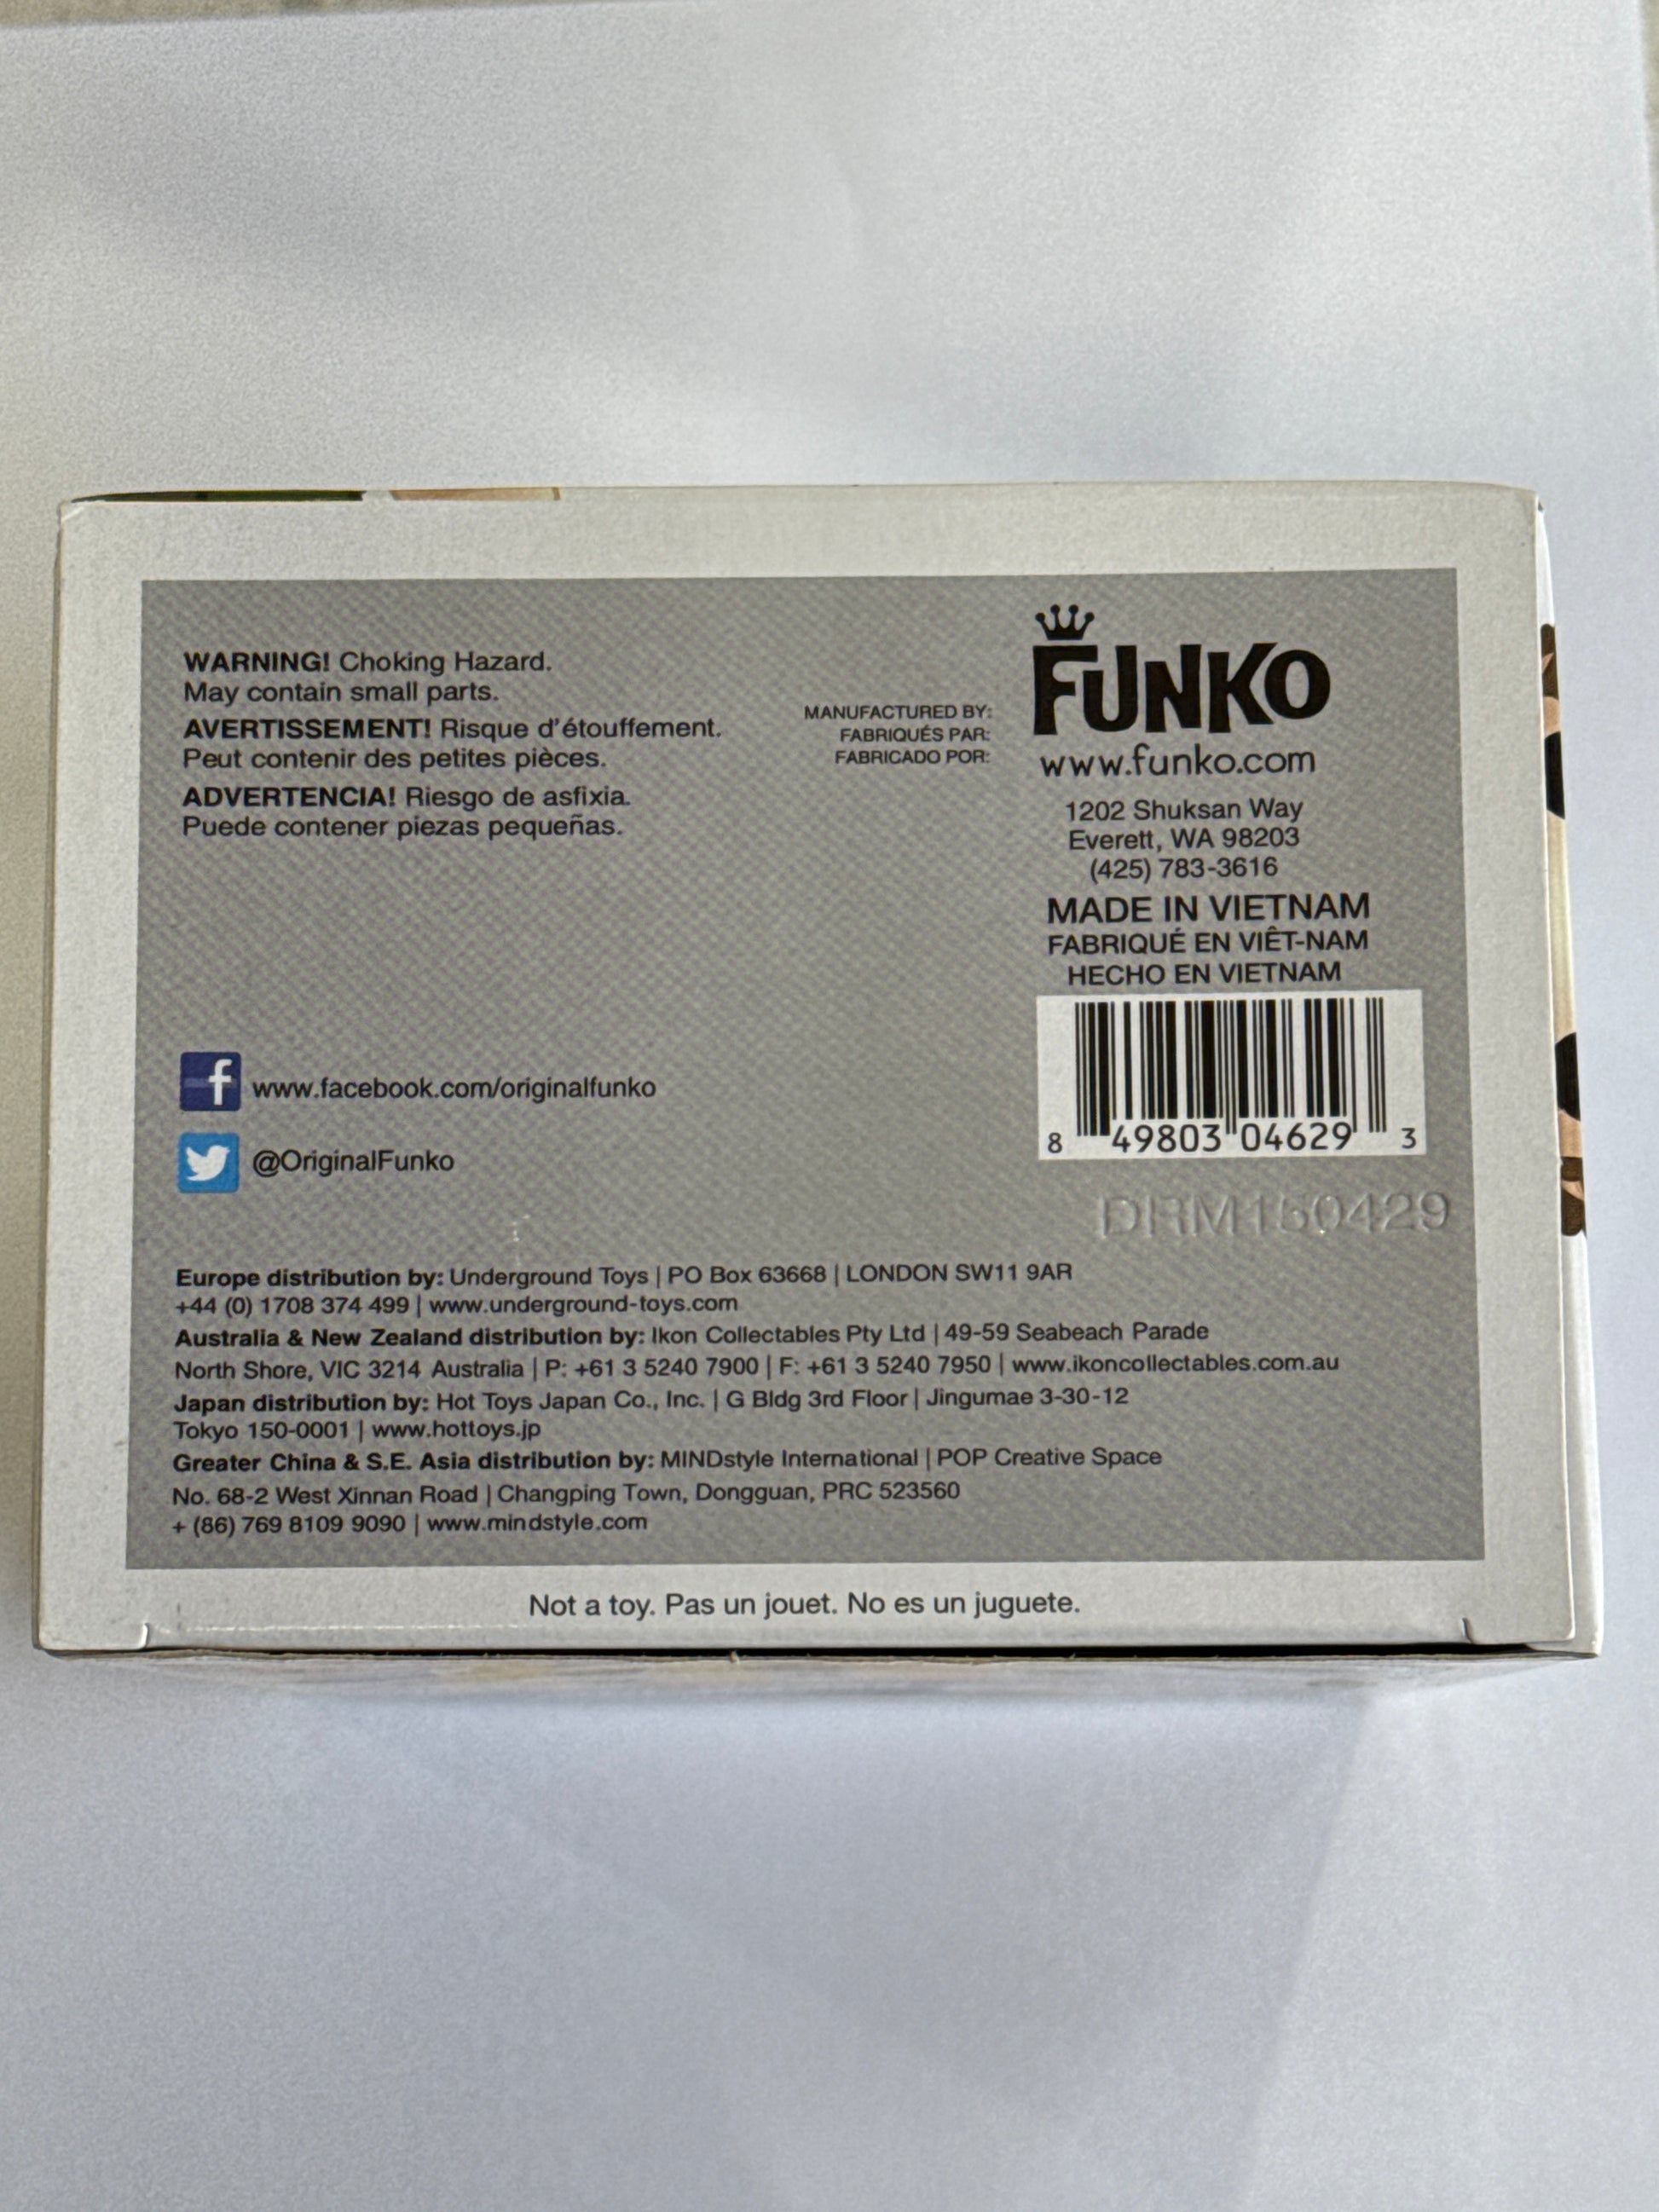 WARNING! Choking Hazard.
May contain small parts.
AVERTISSEMENT! Risque d'étouffement.
Peut contenir des petites pièces.
ADVERTENCIA! Riesgo de asfixia.
Puede contener piezas pequeñas.
MANUFACTURED BY:
FABRIQUÉS PAR:
FABRICADO POR:
FUNKO
www.funko.com
1202 Shuksan Way
Everett, WA 98203
(425) 783-3616
MADE IN VIETNAM
FABRIQUÉ EN VIÊT-NAM
HECHO EN VIETNAM
8 49803 04629 3
DRM150429
f www.facebook.com/originalfunko
@OriginalFunko
Europe distribution by: Underground Toys | PO Box 63668 | LONDON SW11 9AR
+44 (0) 1708 374 499 | www.underground-toys.com
Australia & New Zealand distribution by: Ikon Collectables Pty Ltd | 49-59 Seabeach Parade
North Shore, VIC 3214 Australia | P: +61 3 5240 7900 | F: +61 3 5240 7950 | www.ikoncollectables.com.au
Japan distribution by: Hot Toys Japan Co., Inc. | G Bldg 3rd Floor | Jingumae 3-30-12
Tokyo 150-0001 | www.hottoys.jp
Greater China & S.E. Asia distribution by: MINDstyle International | POP Creative Space
No. 68-2 West Xinnan Road | Changping Town, Dongguan, PRC 523560
+ (86) 769 8109 9090 | www.mindstyle.com
Not a toy. Pas un jouet. No es un juguete.